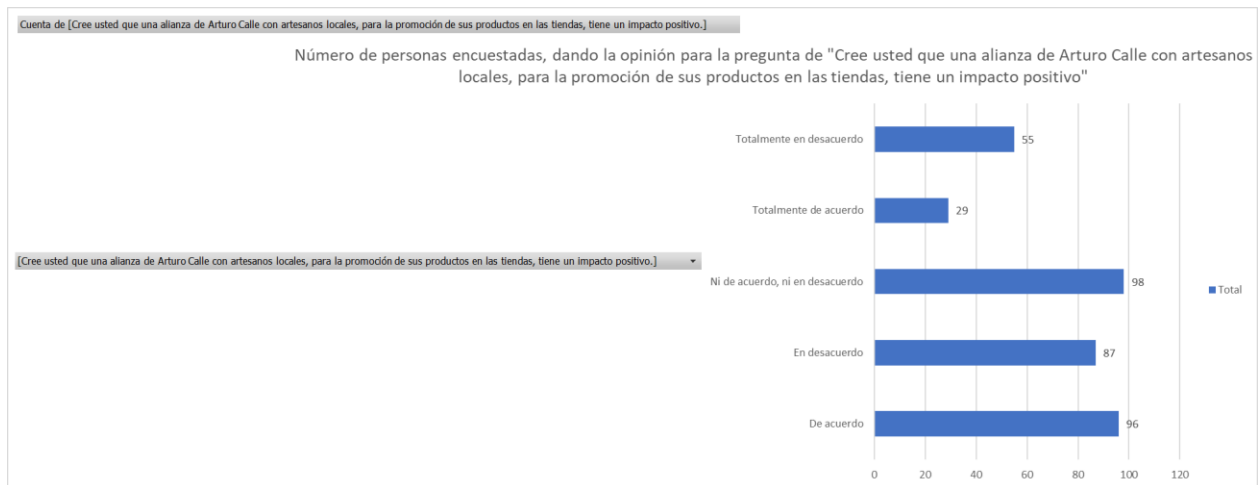 Cuenta de [Cree usted que una alianza de Arturo Calle con artesanos locales, para la promoción de sus productos en las tiendas, tiene un impacto positivo.]
Número de personas encuestadas, dando la opinión para la pregunta de "Cree usted que una alianza de Arturo Calle con artesanos
locales, para la promoción de sus productos en las tiendas, tiene un impacto positivo"
Totalmente en desacuerdo
55
Totalmente de acuerdo
29
[Cree usted que una alianza de Arturo Calle con artesanos locales, para la promoción de sus productos en las tiendas, tiene un impacto positivo.]
Ni de acuerdo, ni en desacuerdo
98
Total
En desacuerdo
87
De acuerdo
96
0 20 40 60 80 100 120